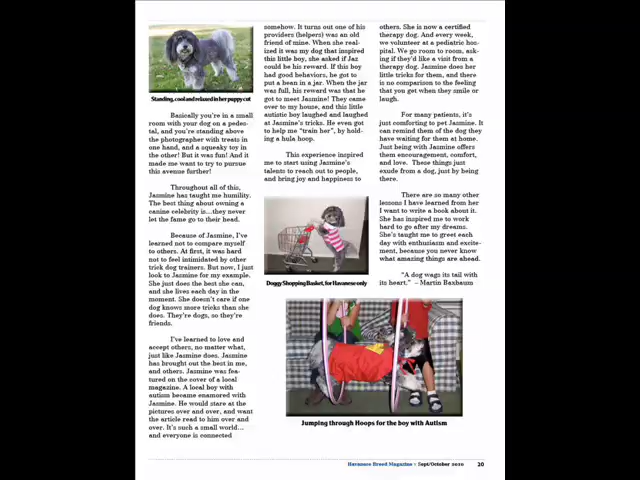 Standing, cool and relaxed in her puppy cut
Basically you're in a small
room with your dog on a pedes-
tal, and you're standing above
the photographer with treats in
one hand, and a squeaky toy in
the other! But it was fun! And it
made me want to try to pursue
this avenue further!
Throughout all of this,
Jasmine has taught me humility.
The best thing about owning a
canine celebrity is...they never
let the fame go to their head.
Because of Jasmine, I've
learned not to compare myself
to others. At first, it was hard
not to feel intimidated by other
trick dog trainers. But now, I just
look to Jasmine for my example.
She just does the best she can,
and she lives each day in the
moment. She doesn't care if one
dog knows more tricks than she
does. They're dogs, so they're
friends.
I've learned to love and
accept others, no matter what,
just like Jasmine does. Jasmine
has brought out the best in me,
and others. Jasmine was fea-
tured on the cover of a local
magazine. A local boy with
autism became enamored with
Jasmine. He would stare at the
pictures over and over, and want
the article read to him over and
over. It's such a small world...
and everyone is connected
somehow. It turns out one of his
providers (helpers) was an old
friend of mine. When she real-
ized it was my dog that inspired
this little boy, she asked if Jaz
could be his reward. If this boy
had good behaviors, he got to
put a bean in a jar. When the jar
was full, his reward was that he
got to meet Jasmine! They came
over to my house, and this little
autistic boy laughed and laughed
at Jasmine's tricks. He even got
to help me "train her", by hold-
ing a hula hoop.
This experience inspired
me to start using Jasmine's
talents to reach out to people,
and bring joy and happiness to
Doggy Shopping Basket, for Havanese only
others. She is now a certified
therapy dog. And every week,
we volunteer at a pediatric hos-
pital. We go room to room, ask-
ing if they'd like a visit from a
therapy dog. Jasmine does her
little tricks for them, and there
is no comparison to the feeling
that you get when they smile or
laugh.
For many patients, it's
just comforting to pet Jasmine. It
can remind them of the dog they
have waiting for them at home.
Just being with Jasmine offers
them encouragement, comfort,
and love. These things just
exude from a dog, just by being
there.
There are so many other
lessons I have learned from her
I want to write a book about it.
She has inspired me to work
hard to go after my dreams.
She's taught me to greet each
day with enthusiasm and excite-
ment, because you never know
what amazing things are ahead.
"A dog wags its tail with
its heart." – Martin Buxbaum
Jumping through Hoops for the boy with Autism
Havanese Breed Magazine • Sept/October 2010 20